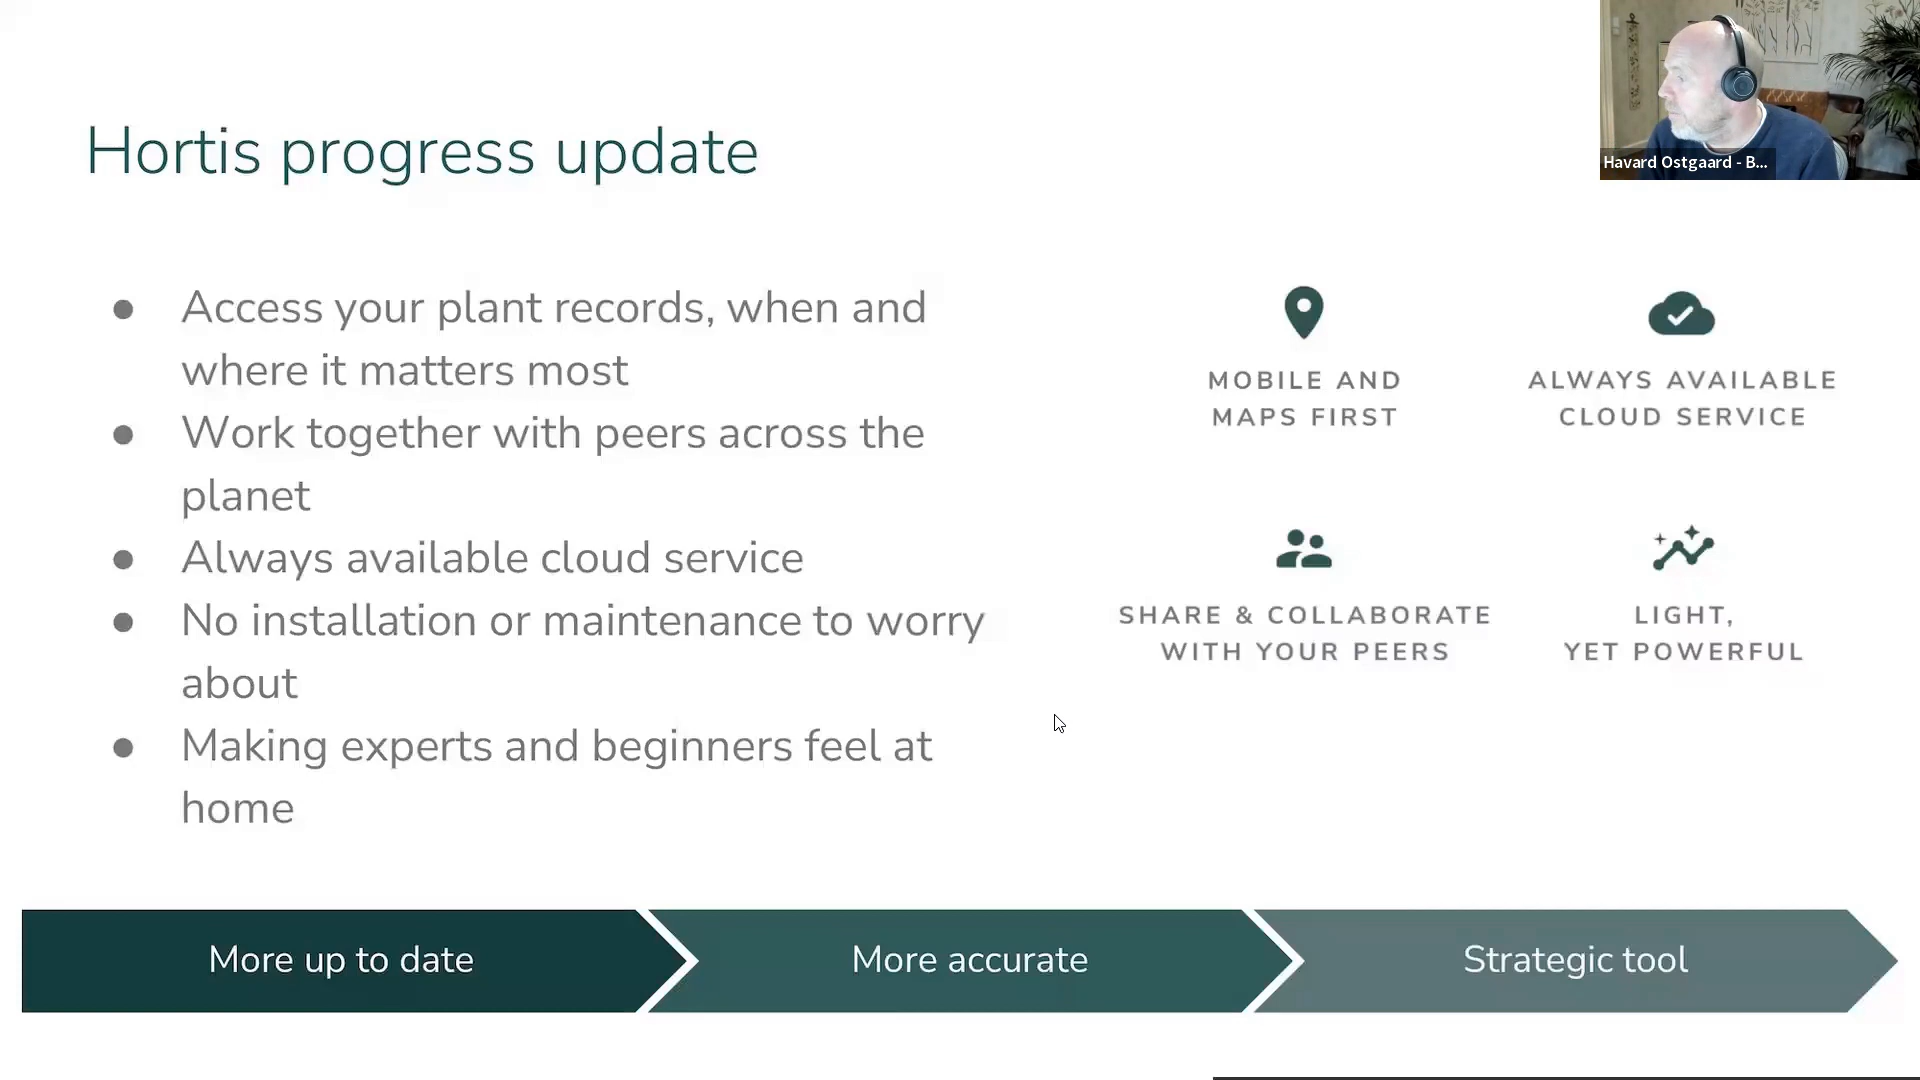 Hortis progress update
Havard Ostgaard - B...
● Access your plant records, when and
where it matters most
● Work together with peers across the
planet
● Always available cloud service
● No installation or maintenance to worry
about
● Making experts and beginners feel at
home
MOBILE AND
MAPS FIRST
ALWAYS AVAILABLE
CLOUD SERVICE
SHARE & COLLABORATE
WITH YOUR PEERS
LIGHT,
YET POWERFUL
More up to date
More accurate
Strategic tool